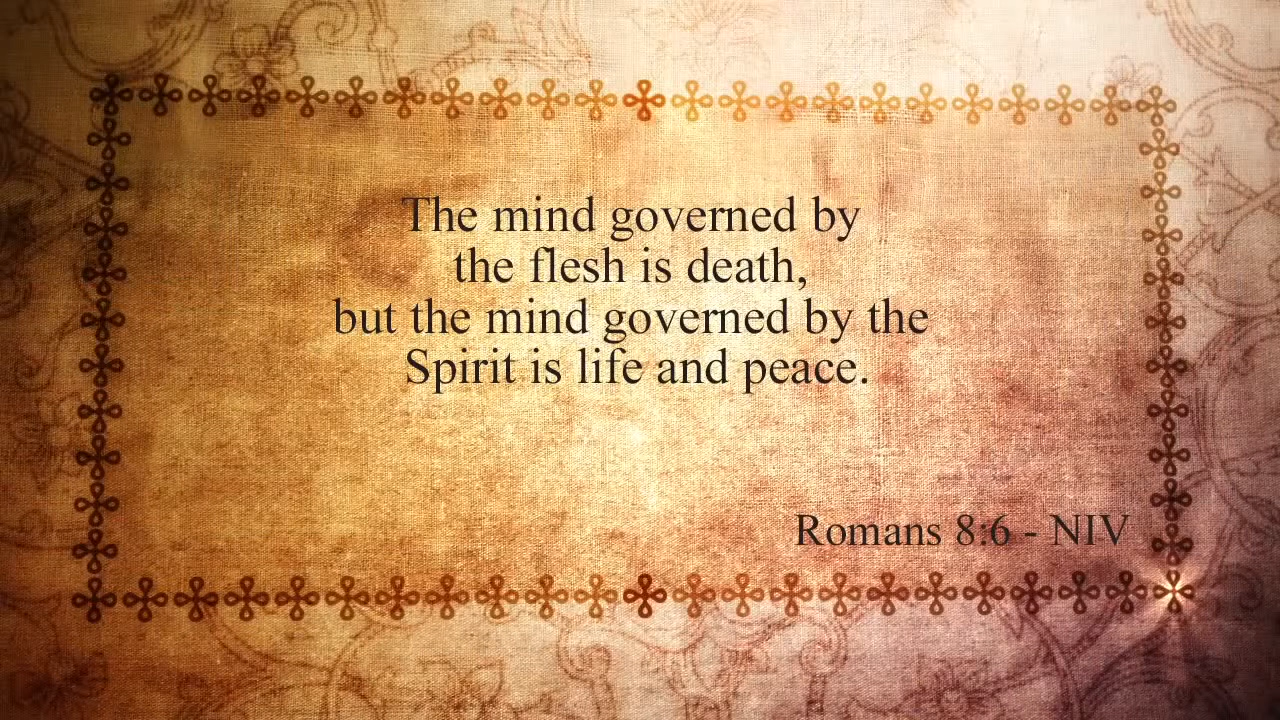 The mind governed by
the flesh is death,
but the mind governed by the
Spirit is life and peace.
Romans 8:6 - NIV